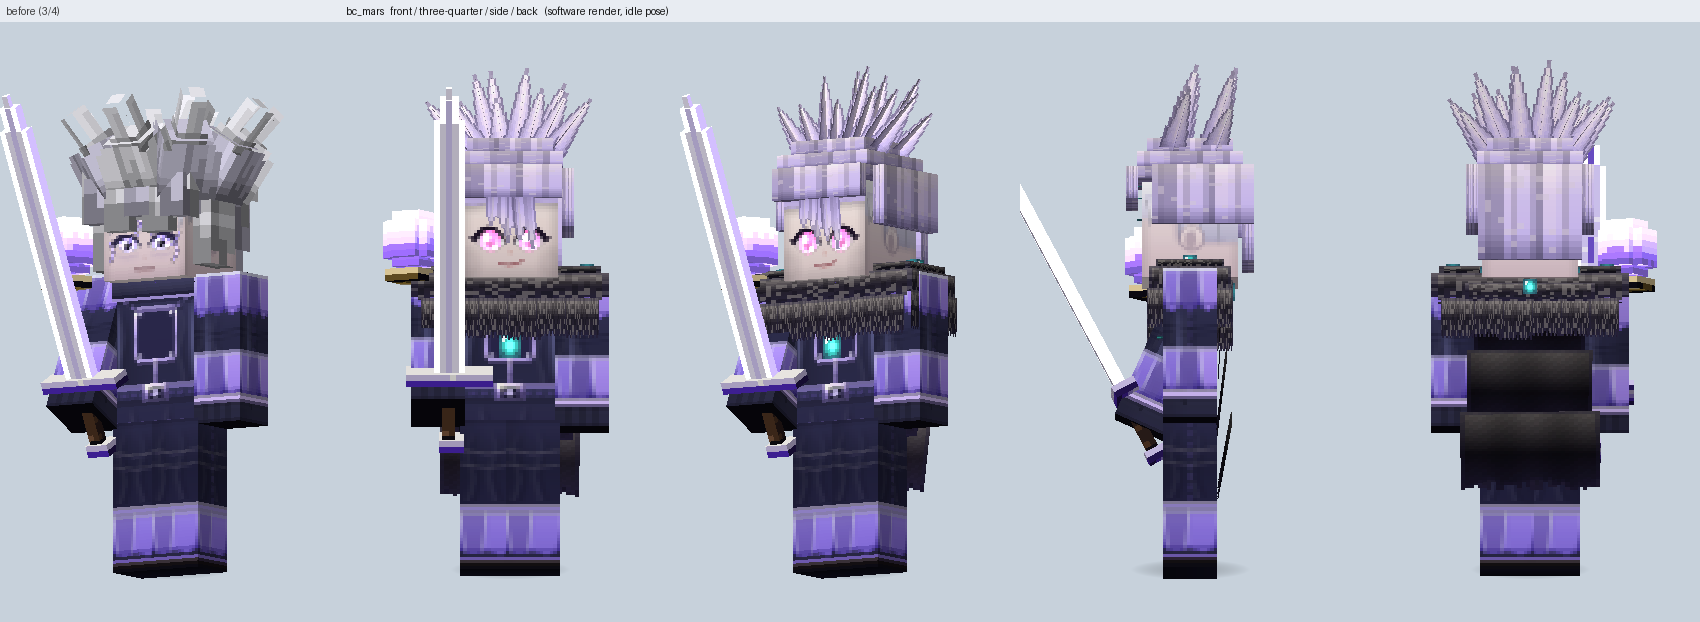 before (3/4)
bc_mars front / three-quarter / side / back (software render, idle pose)